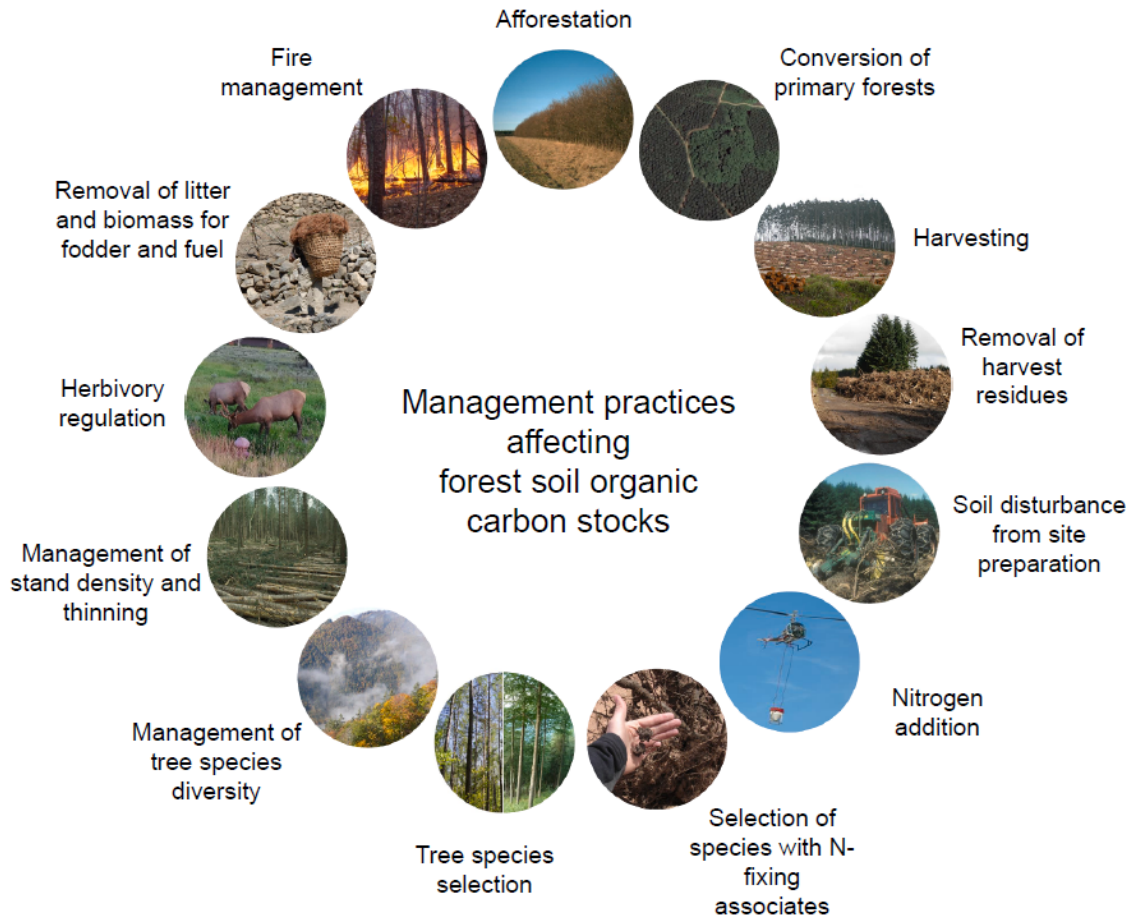 Afforestation
Conversion of
primary forests
Harvesting
Removal of
harvest
residues
Soil disturbance
from site
preparation
Nitrogen
addition
Selection of
species with N-
fixing
associates
Tree species
selection
Management of
tree species
diversity
Management of
stand density and
thinning
Herbivory
regulation
Removal of litter
and biomass for
fodder and fuel
Fire
management
Management practices
affecting
forest soil organic
carbon stocks